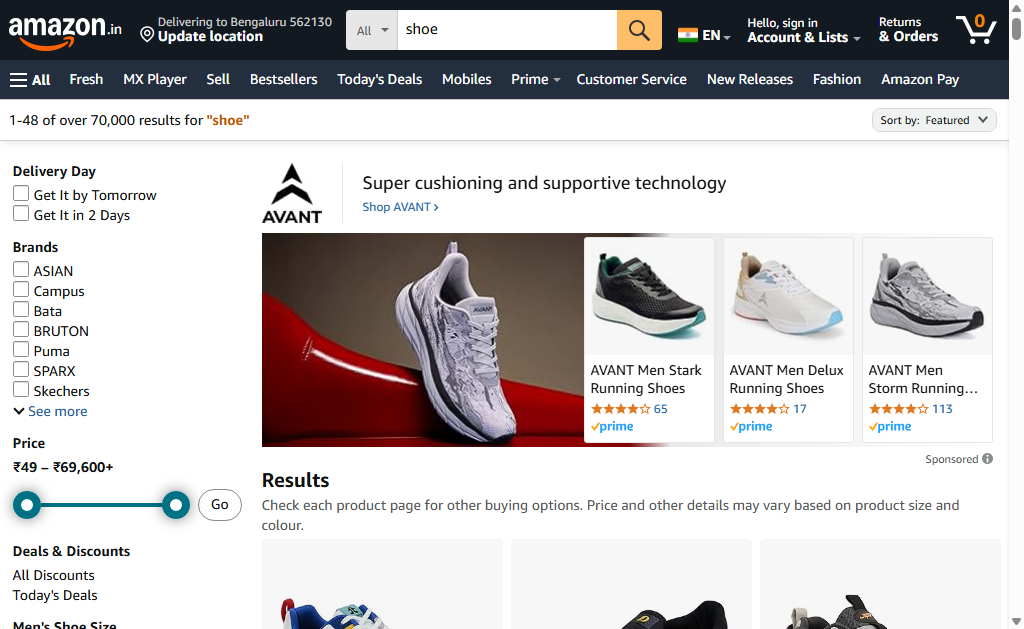 amazon.in
Delivering to Bengaluru 562130
Update location
All
shoe
EN
Hello, sign in
Account & Lists
Returns
& Orders
0
All
Fresh
MX Player
Sell
Bestsellers
Today's Deals
Mobiles
Prime
Customer Service
New Releases
Fashion
Amazon Pay
1-48 of over 70,000 results for "shoe"
Sort by: Featured
Delivery Day
Get It by Tomorrow
Get It in 2 Days
Brands
ASIAN
Campus
Bata
BRUTON
Puma
SPARX
Skechers
See more
Price
₹49 – ₹69,600+
Go
Deals & Discounts
All Discounts
Today's Deals
Men's Shoe Size
AVANT
Super cushioning and supportive technology
Shop AVANT ›
AVANT
AVANT Men Stark
Running Shoes
65
prime
AVANT Men Delux
Running Shoes
17
prime
AVANT Men
Storm Running...
113
prime
Sponsored
Results
Check each product page for other buying options. Price and other details may vary based on product size and
colour.